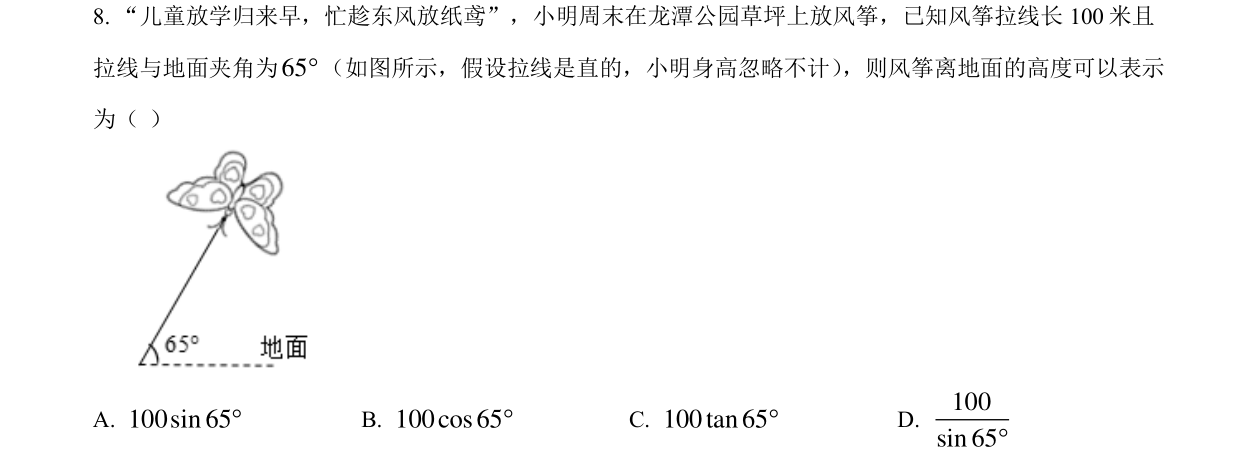 8. “儿童放学归来早，忙趁东风放纸鸢”，小明周末在龙潭公园草坪上放风筝，已知风筝拉线长 100 米且
拉线与地面夹角为65°（如图所示，假设拉线是直的，小明身高忽略不计），则风筝离地面的高度可以表示
为（ ）
65° 地面
A. 100sin65° B. 100cos65° C. 100tan65° D. 100/sin65°